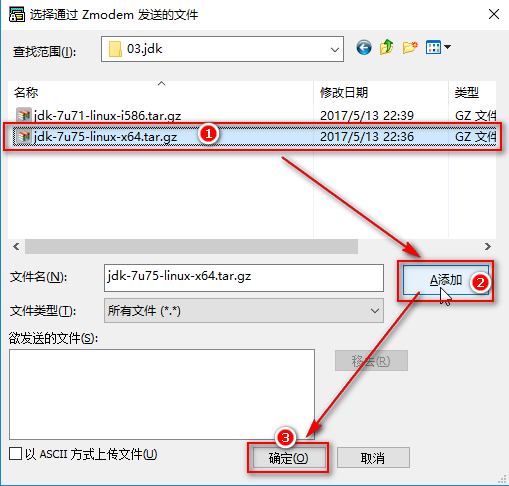 选择通过 Zmodem 发送的文件
查找范围(I): 03.jdk
名称 修改日期 类型
jdk-7u71-linux-i586.tar.gz 2017/5/13 22:39 GZ 文件
jdk-7u75-linux-x64.tar.gz 1 2017/5/13 22:36 GZ 文件
文件名(N): jdk-7u75-linux-x64.tar.gz A添加 2
文件类型(T): 所有文件 (*.*)
欲发送的文件(S):
移去(R)
3
以 ASCII 方式上传文件(U) 确定(O) 取消